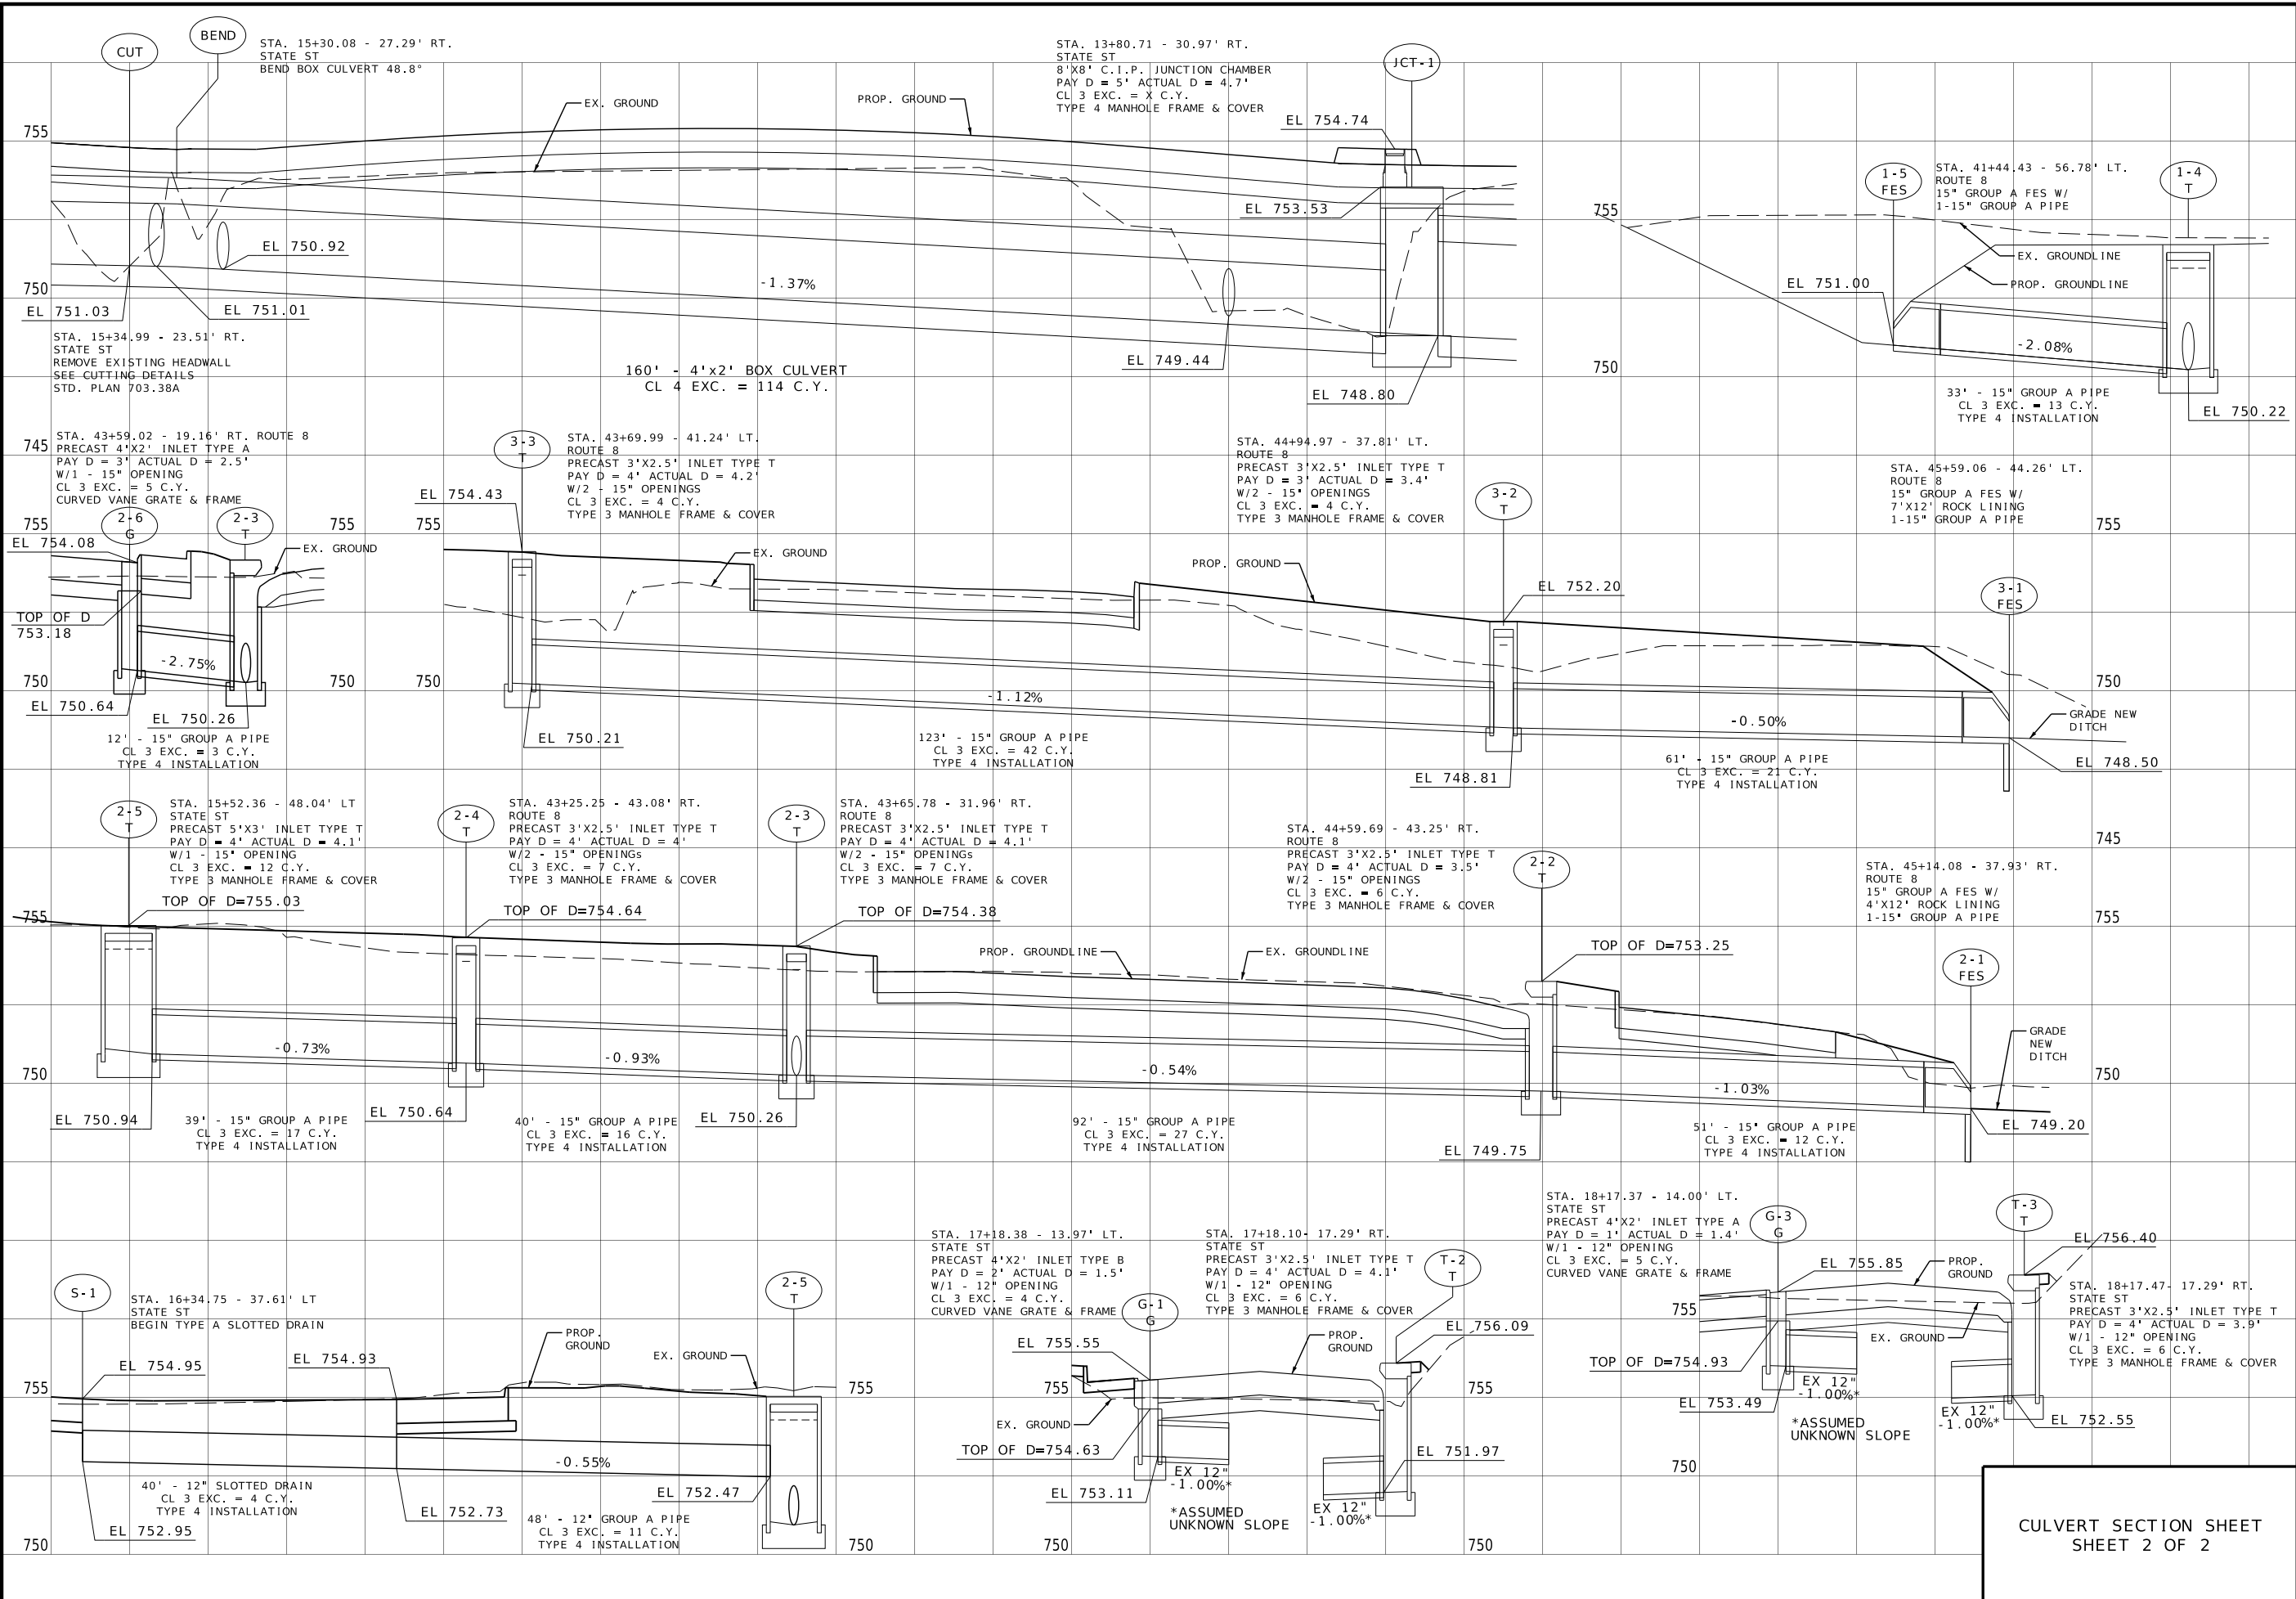 CUT
BEND
STA. 15+30.08 - 27.29' RT.
STATE ST
BEND BOX CULVERT 48.8°
EX. GROUND
PROP. GROUND
STA. 13+80.71 - 30.97' RT.
STATE ST
8'X8' C.I.P. JUNCTION CHAMBER
PAY D = 5' ACTUAL D = 4.7'
CL 3 EXC. = X C.Y.
TYPE 4 MANHOLE FRAME & COVER
JCT-1
EL 754.74
EL 753.53
755
750
745
EL 750.92
EL 751.03
EL 751.01
-1.37%
STA. 15+34.99 - 23.51' RT.
STATE ST
REMOVE EXISTING HEADWALL
SEE CUTTING DETAILS
STD. PLAN 703.38A
160' - 4'x2' BOX CULVERT
CL 4 EXC. = 114 C.Y.
EL 749.44
EL 748.80
1-5
FES
STA. 41+44.43 - 56.78' LT.
ROUTE 8
15" GROUP A FES W/
1-15" GROUP A PIPE
1-4
T
755
750
EX. GROUNDLINE
PROP. GROUNDLINE
EL 751.00
-2.08%
33' - 15" GROUP A PIPE
CL 3 EXC. = 13 C.Y.
TYPE 4 INSTALLATION
EL 750.22
STA. 43+59.02 - 19.16' RT. ROUTE 8
PRECAST 4'X2' INLET TYPE A
PAY D = 3' ACTUAL D = 2.5'
W/1 - 15" OPENING
CL 3 EXC. = 5 C.Y.
CURVED VANE GRATE & FRAME
2-6
G
2-3
T
755
755
EL 754.08
EX. GROUND
TOP OF D
753.18
-2.75%
750
750
EL 750.64
EL 750.26
12' - 15" GROUP A PIPE
CL 3 EXC. = 3 C.Y.
TYPE 4 INSTALLATION
3-3
T
STA. 43+69.99 - 41.24' LT.
ROUTE 8
PRECAST 3'X2.5' INLET TYPE T
PAY D = 4' ACTUAL D = 4.2'
W/2 - 15" OPENINGS
CL 3 EXC. = 4 C.Y.
TYPE 3 MANHOLE FRAME & COVER
EL 754.43
755
750
EX. GROUND
PROP. GROUND
STA. 44+94.97 - 37.81' LT.
ROUTE 8
PRECAST 3'X2.5' INLET TYPE T
PAY D = 3' ACTUAL D = 3.4'
W/2 - 15" OPENINGS
CL 3 EXC. = 4 C.Y.
TYPE 3 MANHOLE FRAME & COVER
3-2
T
EL 752.20
STA. 45+59.06 - 44.26' LT.
ROUTE 8
15" GROUP A FES W/
7'X12' ROCK LINING
1-15" GROUP A PIPE
755
750
745
3-1
FES
-1.12%
-0.50%
GRADE NEW
DITCH
EL 750.21
123' - 15" GROUP A PIPE
CL 3 EXC. = 42 C.Y.
TYPE 4 INSTALLATION
EL 748.81
61' - 15" GROUP A PIPE
CL 3 EXC. = 21 C.Y.
TYPE 4 INSTALLATION
EL 748.50
2-5
T
STA. 15+52.36 - 48.04' LT
STATE ST
PRECAST 5'X3' INLET TYPE T
PAY D = 4' ACTUAL D = 4.1'
W/1 - 15" OPENING
CL 3 EXC. = 12 C.Y.
TYPE 3 MANHOLE FRAME & COVER
TOP OF D=755.03
2-4
T
STA. 43+25.25 - 43.08' RT.
ROUTE 8
PRECAST 3'X2.5' INLET TYPE T
PAY D = 4' ACTUAL D = 4'
W/2 - 15" OPENINGs
CL 3 EXC. = 7 C.Y.
TYPE 3 MANHOLE FRAME & COVER
TOP OF D=754.64
2-3
T
STA. 43+65.78 - 31.96' RT.
ROUTE 8
PRECAST 3'X2.5' INLET TYPE T
PAY D = 4' ACTUAL D = 4.1'
W/2 - 15" OPENINGs
CL 3 EXC. = 7 C.Y.
TYPE 3 MANHOLE FRAME & COVER
TOP OF D=754.38
STA. 44+59.69 - 43.25' RT.
ROUTE 8
PRECAST 3'X2.5' INLET TYPE T
PAY D = 4' ACTUAL D = 3.5'
W/2 - 15" OPENINGS
CL 3 EXC. = 6 C.Y.
TYPE 3 MANHOLE FRAME & COVER
2-2
T
TOP OF D=753.25
STA. 45+14.08 - 37.93' RT.
ROUTE 8
15" GROUP A FES W/
4'X12' ROCK LINING
1-15" GROUP A PIPE
2-1
FES
755
755
PROP. GROUNDLINE
EX. GROUNDLINE
GRADE
NEW
DITCH
750
750
-0.73%
-0.93%
-0.54%
-1.03%
EL 750.94
39' - 15" GROUP A PIPE
CL 3 EXC. = 17 C.Y.
TYPE 4 INSTALLATION
EL 750.64
40' - 15" GROUP A PIPE
CL 3 EXC. = 16 C.Y.
TYPE 4 INSTALLATION
EL 750.26
92' - 15" GROUP A PIPE
CL 3 EXC. = 27 C.Y.
TYPE 4 INSTALLATION
EL 749.75
51' - 15" GROUP A PIPE
CL 3 EXC. = 12 C.Y.
TYPE 4 INSTALLATION
EL 749.20
S-1
STA. 16+34.75 - 37.61' LT
STATE ST
BEGIN TYPE A SLOTTED DRAIN
2-5
T
EL 754.95
EL 754.93
PROP.
GROUND
EX. GROUND
755
755
-0.55%
40' - 12" SLOTTED DRAIN
CL 3 EXC. = 4 C.Y.
TYPE 4 INSTALLATION
EL 752.95
EL 752.73
48' - 12" GROUP A PIPE
CL 3 EXC. = 11 C.Y.
TYPE 4 INSTALLATION
EL 752.47
750
750
STA. 17+18.38 - 13.97' LT.
STATE ST
PRECAST 4'X2' INLET TYPE B
PAY D = 2' ACTUAL D = 1.5'
W/1 - 12" OPENING
CL 3 EXC. = 4 C.Y.
CURVED VANE GRATE & FRAME
G-1
G
STA. 17+18.10- 17.29' RT.
STATE ST
PRECAST 3'X2.5' INLET TYPE T
PAY D = 4' ACTUAL D = 4.1'
W/1 - 12" OPENING
CL 3 EXC. = 6 C.Y.
TYPE 3 MANHOLE FRAME & COVER
T-2
T
EL 755.55
PROP.
GROUND
EL 756.09
755
755
EX. GROUND
TOP OF D=754.63
EL 753.11
EX 12"
-1.00%*
*ASSUMED
UNKNOWN SLOPE
EX 12"
-1.00%*
EL 751.97
750
750
STA. 18+17.37 - 14.00' LT.
STATE ST
PRECAST 4'X2' INLET TYPE A
PAY D = 1' ACTUAL D = 1.4'
W/1 - 12" OPENING
CL 3 EXC. = 5 C.Y.
CURVED VANE GRATE & FRAME
G-3
G
T-3
T
EL 756.40
EL 755.85
PROP.
GROUND
STA. 18+17.47- 17.29' RT.
STATE ST
PRECAST 3'X2.5' INLET TYPE T
PAY D = 4' ACTUAL D = 3.9'
W/1 - 12" OPENING
CL 3 EXC. = 6 C.Y.
TYPE 3 MANHOLE FRAME & COVER
755
EX. GROUND
TOP OF D=754.93
EL 753.49
EX 12"
-1.00%*
*ASSUMED
UNKNOWN SLOPE
EX 12"
-1.00%*
EL 752.55
750
CULVERT SECTION SHEET
SHEET 2 OF 2